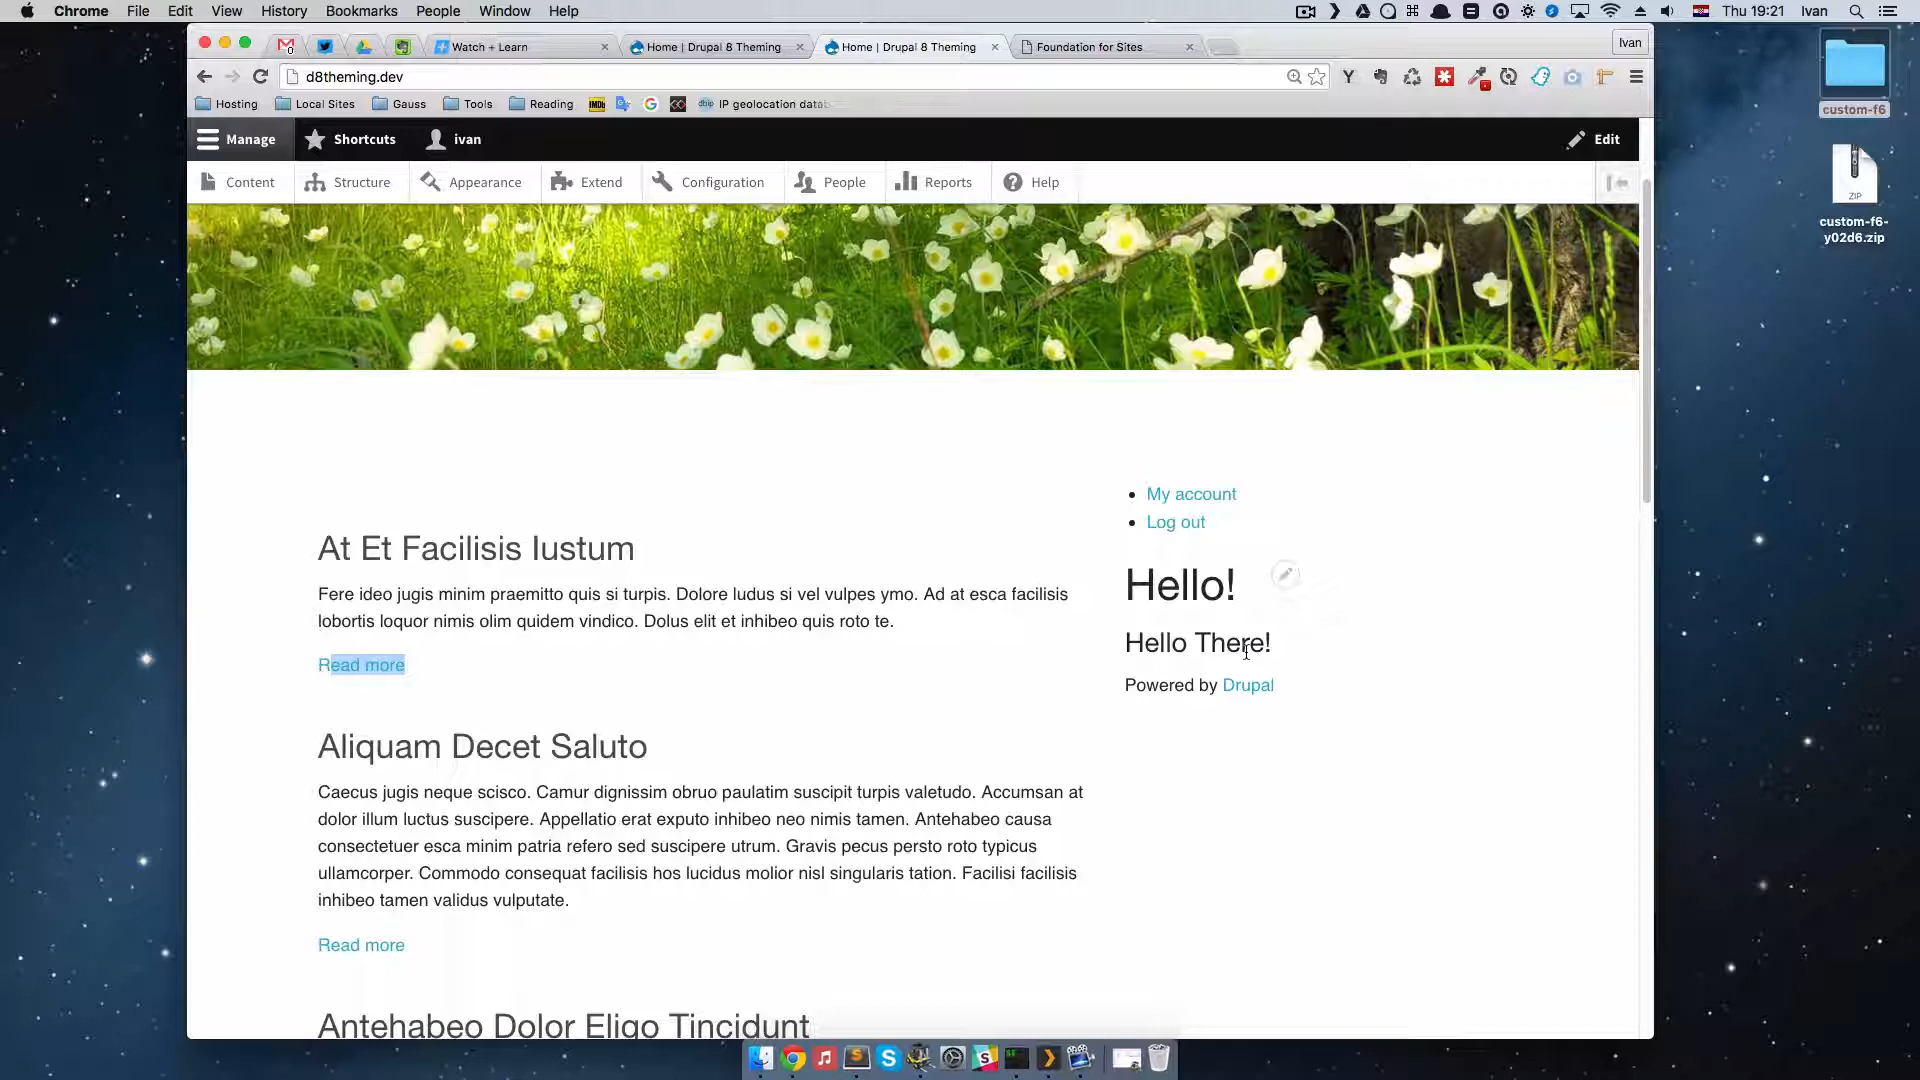 Chrome File Edit View History Bookmarks People Window Help Thu 19:21 Ivan
Watch + Learn Home | Drupal 8 Theming Home | Drupal 8 Theming Foundation for Sites Ivan
d8theming.dev
Hosting Local Sites Gauss Tools Reading IMDb dbip IP geolocation datab
custom-f6
Manage Shortcuts ivan Edit
Content Structure Appearance Extend Configuration People Reports Help
ZIP
custom-f6-
y02d6.zip
My account
Log out
At Et Facilisis Iustum
Fere ideo jugis minim praemitto quis si turpis. Dolore ludus si vel vulpes ymo. Ad at esca facilisis
lobortis loquor nimis olim quidem vindico. Dolus elit et inhibeo quis roto te.
Read more
Hello!
Hello There!
Powered by Drupal
Aliquam Decet Saluto
Caecus jugis neque scisco. Camur dignissim obruo paulatim suscipit turpis valetudo. Accumsan at
dolor illum luctus suscipere. Appellatio erat exputo inhibeo neo nimis tamen. Antehabeo causa
consectetuer esca minim patria refero sed suscipere utrum. Gravis pecus persto roto typicus
ullamcorper. Commodo consequat facilisis hos lucidus molior nisl singularis tation. Facilisi facilisis
inhibeo tamen validus vulputate.
Read more
Antehabeo Dolor Eligo Tincidunt